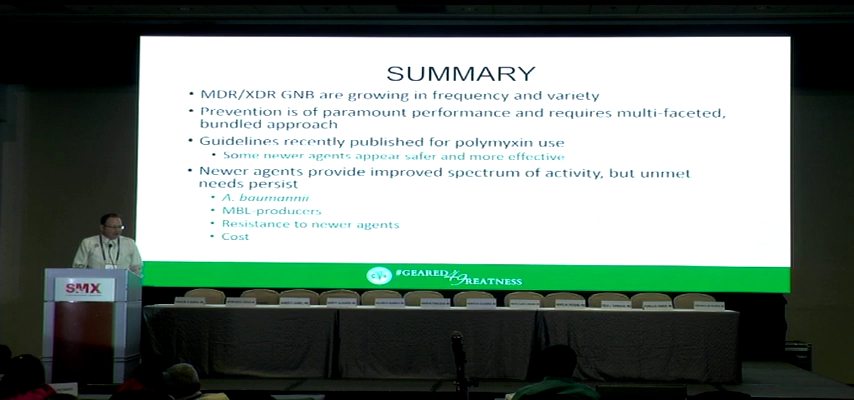 SUMMARY
• MDR/XDR GNB are growing in frequency and variety
• Prevention is of paramount performance and requires multi-faceted,
bundled approach
• Guidelines recently published for polymyxin use
• Some newer agents appear safer and more effective
• Newer agents provide improved spectrum of activity, but unmet
needs persist
• A. baumannii
• MBL-producers
• Resistance to newer agents
• Cost
#GEARED49REATNESS
SMX